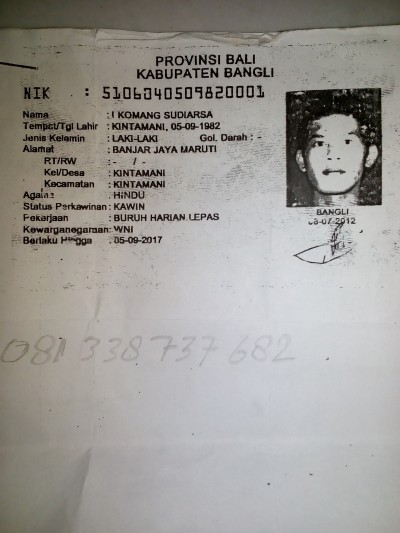 PROVINSI BALI
KABUPATEN BANGLI
NIK : 5106040509820001
Nama : I KOMANG SUDIARSA
Tempat/Tgl Lahir : KINTAMANI, 05-09-1982
Jenis Kelamin : LAKI-LAKI Gol. Darah : -
Alamat : BANJAR JAYA MARUTI
RT/RW : - / -
Kel/Desa : KINTAMANI
Kecamatan : KINTAMANI
Agama : HINDU
Status Perkawinan : KAWIN
Pekerjaan : BURUH HARIAN LEPAS
Kewarganegaraan : WNI
Berlaku Hingga : 05-09-2017
BANGLI
-07-2012
081 338 737 682